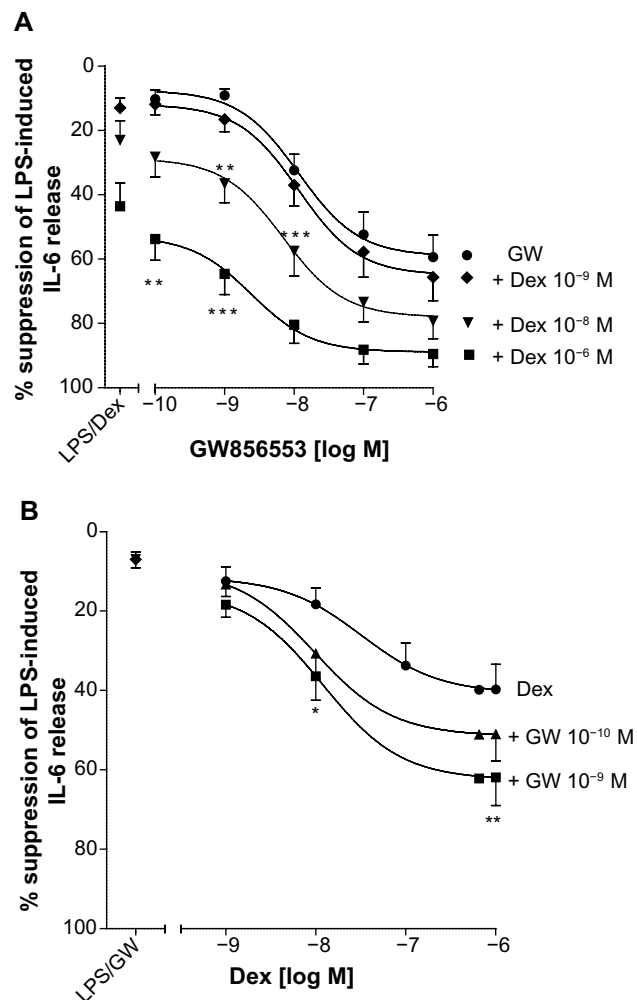 A
% suppression of LPS-induced
IL-6 release
0
20
40
60
80
100
**
***
**
***
GW
+ Dex 10⁻⁹ M
+ Dex 10⁻⁸ M
+ Dex 10⁻⁶ M
LPS/Dex
−10 −9 −8 −7 −6
GW856553 [log M]
B
% suppression of LPS-induced
IL-6 release
0
20
40
60
80
100
*
**
Dex
+ GW 10⁻¹⁰ M
+ GW 10⁻⁹ M
LPS/GW
−9 −8 −7 −6
Dex [log M]